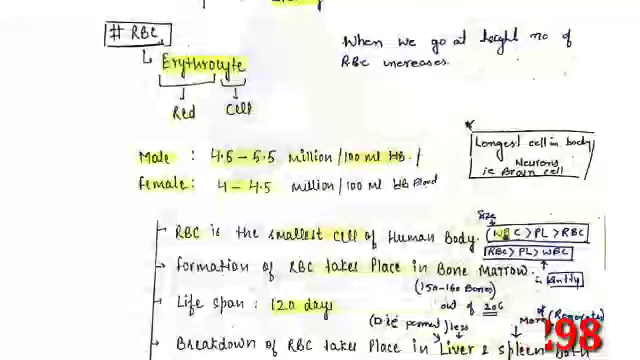 # RBC
When we go at height no of
RBC increases.
Erythrocyte
Red Cell
Longest cell in body
Neurons
ie Brain cell
Male : 4.5 - 5.5 million/100 ml HB /
female : 4 - 4.5 million/100 ml HB Blood
Size
→ RBC is the smallest cell of Human Body. WBC > PL > RBC
RBC > PL > WBC
→ formation of RBC takes Place in Bone Marrow.
(150-160 Bones)
→ Life span : 120 days
out of 206
less
more
→ Breakdown of RBC takes Place in Liver & spleen
98